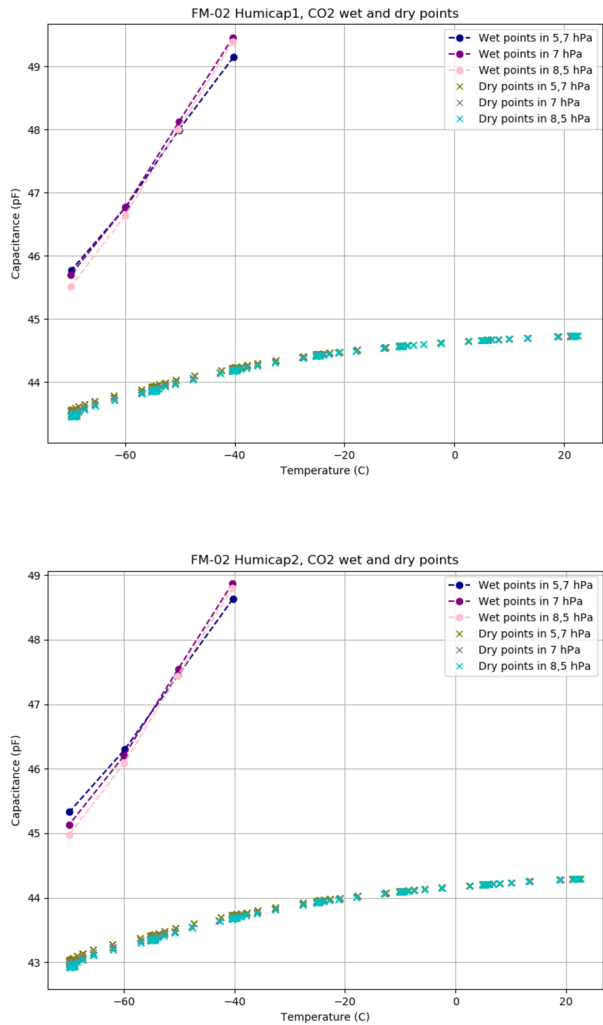 FM-02 Humicap1, CO2 wet and dry points
Wet points in 5,7 hPa
Wet points in 7 hPa
Wet points in 8,5 hPa
Dry points in 5,7 hPa
Dry points in 7 hPa
Dry points in 8,5 hPa
49
48
47
46
45
44
Capacitance (pF)
−60
−40
−20
0
20
Temperature (C)
FM-02 Humicap2, CO2 wet and dry points
Wet points in 5,7 hPa
Wet points in 7 hPa
Wet points in 8,5 hPa
Dry points in 5,7 hPa
Dry points in 7 hPa
Dry points in 8,5 hPa
49
48
47
46
45
44
43
Capacitance (pF)
−60
−40
−20
0
20
Temperature (C)